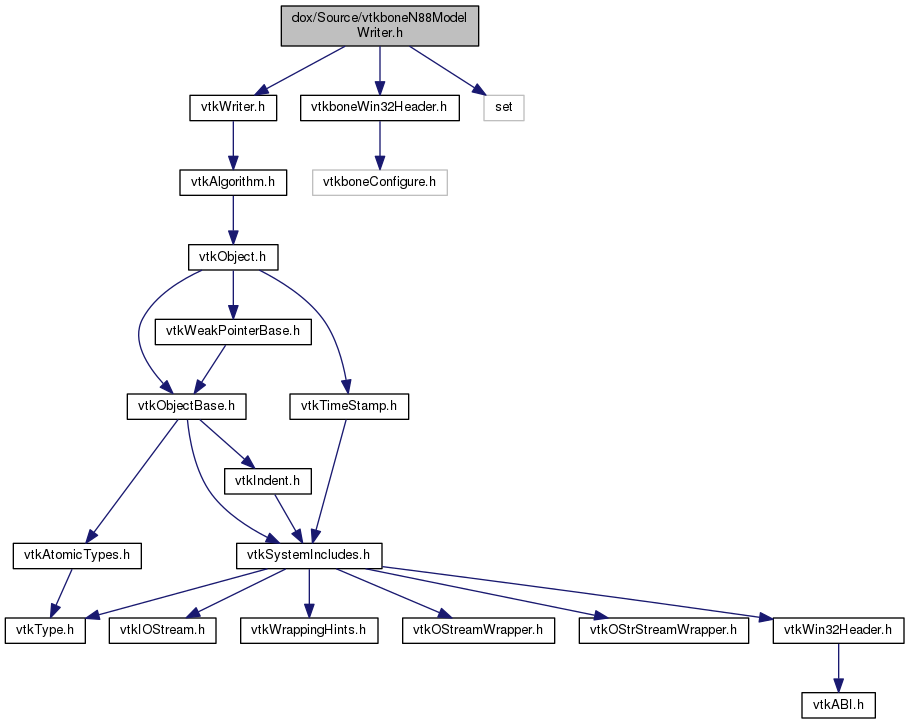 dox/Source/vtkboneN88Model
Writer.h
vtkWriter.h
vtkboneWin32Header.h
set
vtkAlgorithm.h
vtkboneConfigure.h
vtkObject.h
vtkWeakPointerBase.h
vtkObjectBase.h
vtkTimeStamp.h
vtkIndent.h
vtkAtomicTypes.h
vtkSystemIncludes.h
vtkType.h
vtkIOStream.h
vtkWrappingHints.h
vtkOStreamWrapper.h
vtkOStrStreamWrapper.h
vtkWin32Header.h
vtkABI.h